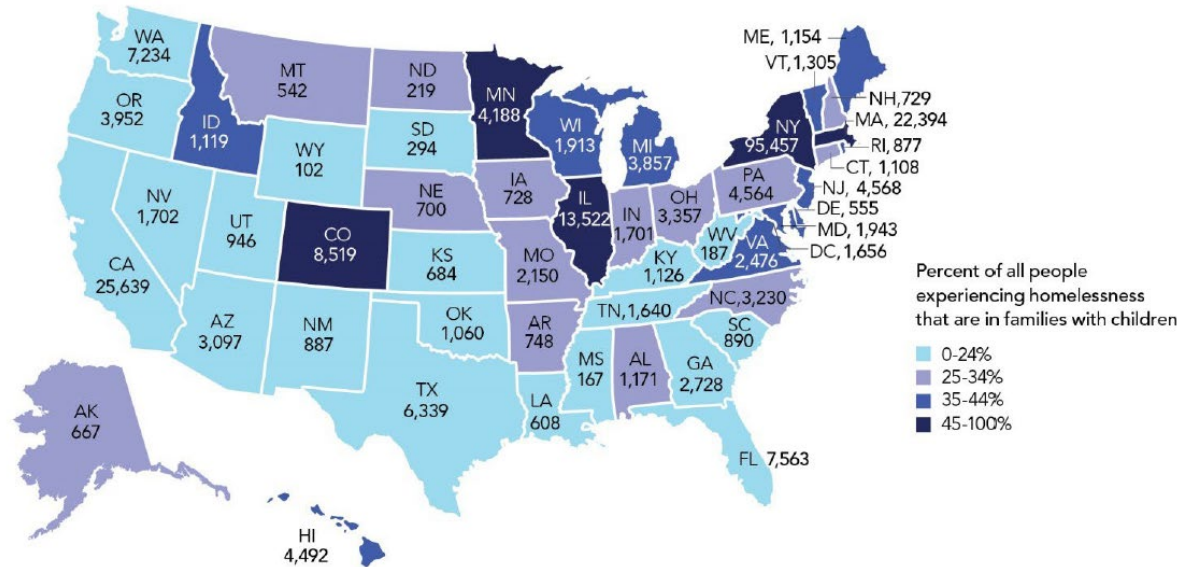 WA
7,234
OR
3,952
ID
1,119
MT
542
ND
219
MN
4,188
WI
1,913
MI
3,857
NY
95,457
ME, 1,154
VT, 1,305
NH,729
MA, 22,394
RI, 877
CT, 1,108
NJ, 4,568
DE, 555
MD, 1,943
DC, 1,656
SD
294
WY
102
NV
1,702
UT
946
CO
8,519
NE
700
IA
728
IL
13,522
IN
1,701
OH
3,357
PA
4,564
WV
187
VA
2,476
CA
25,639
KS
684
MO
2,150
KY
1,126
NC,3,230
TN,1,640
SC
890
AZ
3,097
NM
887
OK
1,060
AR
748
MS
167
AL
1,171
GA
2,728
TX
6,339
LA
608
FL 7,563
AK
667
HI
4,492
Percent of all people
experiencing homelessness
that are in families with children
0-24%
25-34%
35-44%
45-100%